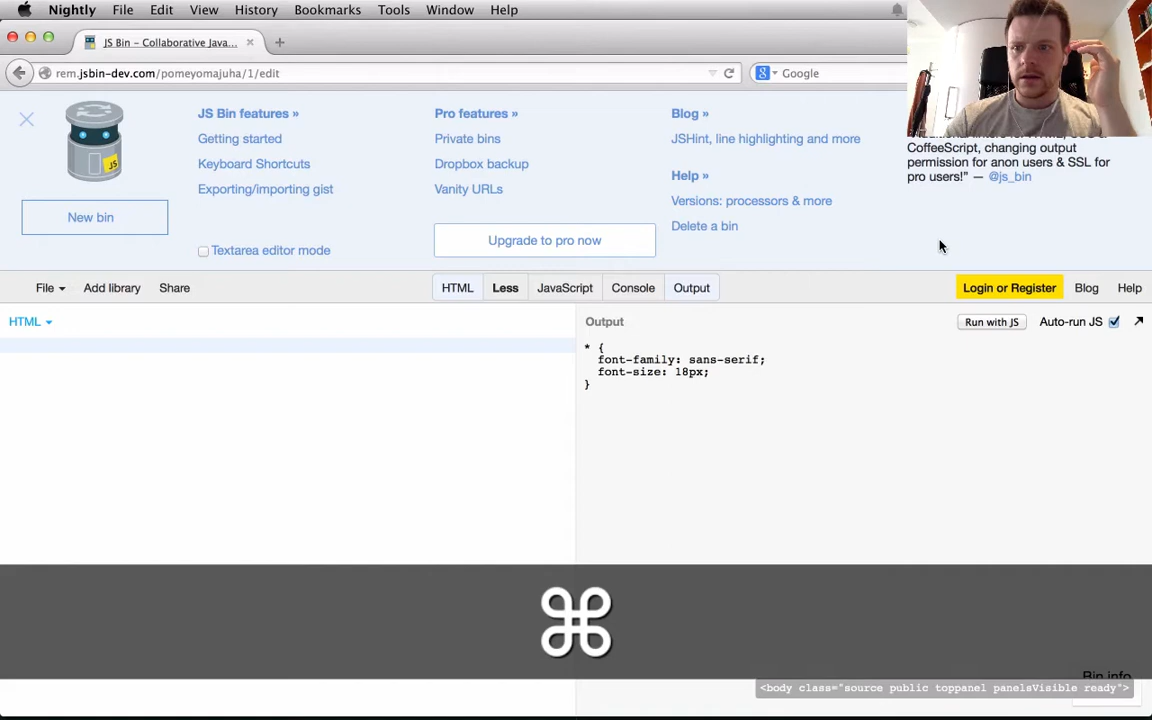 Nightly File Edit View History Bookmarks Tools Window Help
JS Bin – Collaborative Java...
rem.jsbin-dev.com/pomeyomajuha/1/edit
Google
JS Bin features »
Getting started
Keyboard Shortcuts
Exporting/importing gist
Textarea editor mode
New bin
JS
Pro features »
Private bins
Dropbox backup
Vanity URLs
Upgrade to pro now
Blog »
JSHint, line highlighting and more
Help »
Versions: processors & more
Delete a bin
CoffeeScript, changing output
permission for anon users & SSL for
pro users!" — @js_bin
File Add library Share HTML Less JavaScript Console Output Login or Register Blog Help
HTML
Output Run with JS Auto-run JS
* {
font-family: sans-serif;
font-size: 18px;
}
⌘
Bin info
<body class="source public toppanel panelsVisible ready">